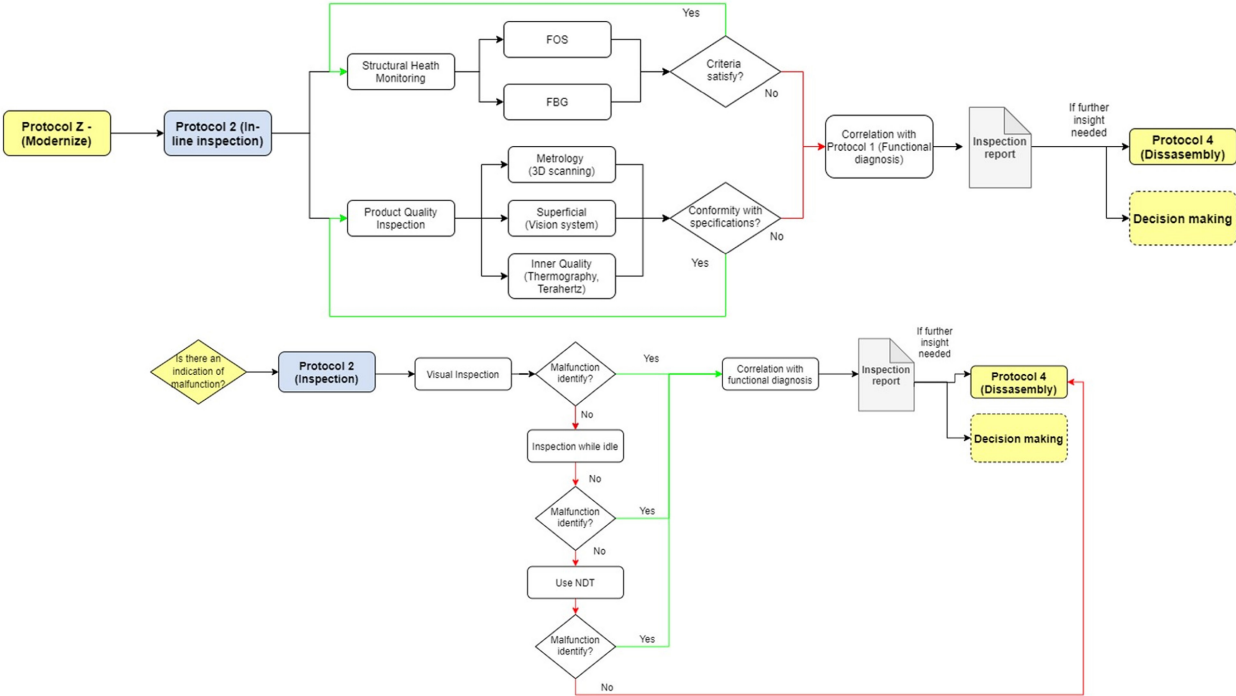 Yes
Structural Heath
Monitoring
FOS
FBG
Criteria
satisfy?
No
Protocol Z -
(Modernize)
Protocol 2 (In-
line inspection)
Metrology
(3D scanning)
Product Quality
Inspection
Superficial
(Vision system)
Inner Quality
(Thermography,
Terahertz)
Conformity with
specifications?
No
Yes
Correlation with
Protocol 1 (Functional
diagnosis)
Inspection
report
If further
insight
needed
Protocol 4
(Dissasembly)
Decision making
Is there an
indication of
malfunction?
Protocol 2
(Inspection)
Visual Inspection
Malfunction
identify?
Yes
No
Inspection while idle
No
Malfunction
identify?
Yes
No
Use NDT
Malfunction
identify?
Yes
No
Correlation with
functional diagnosis
Inspection
report
If further
insight
needed
Protocol 4
(Dissasembly)
Decision making